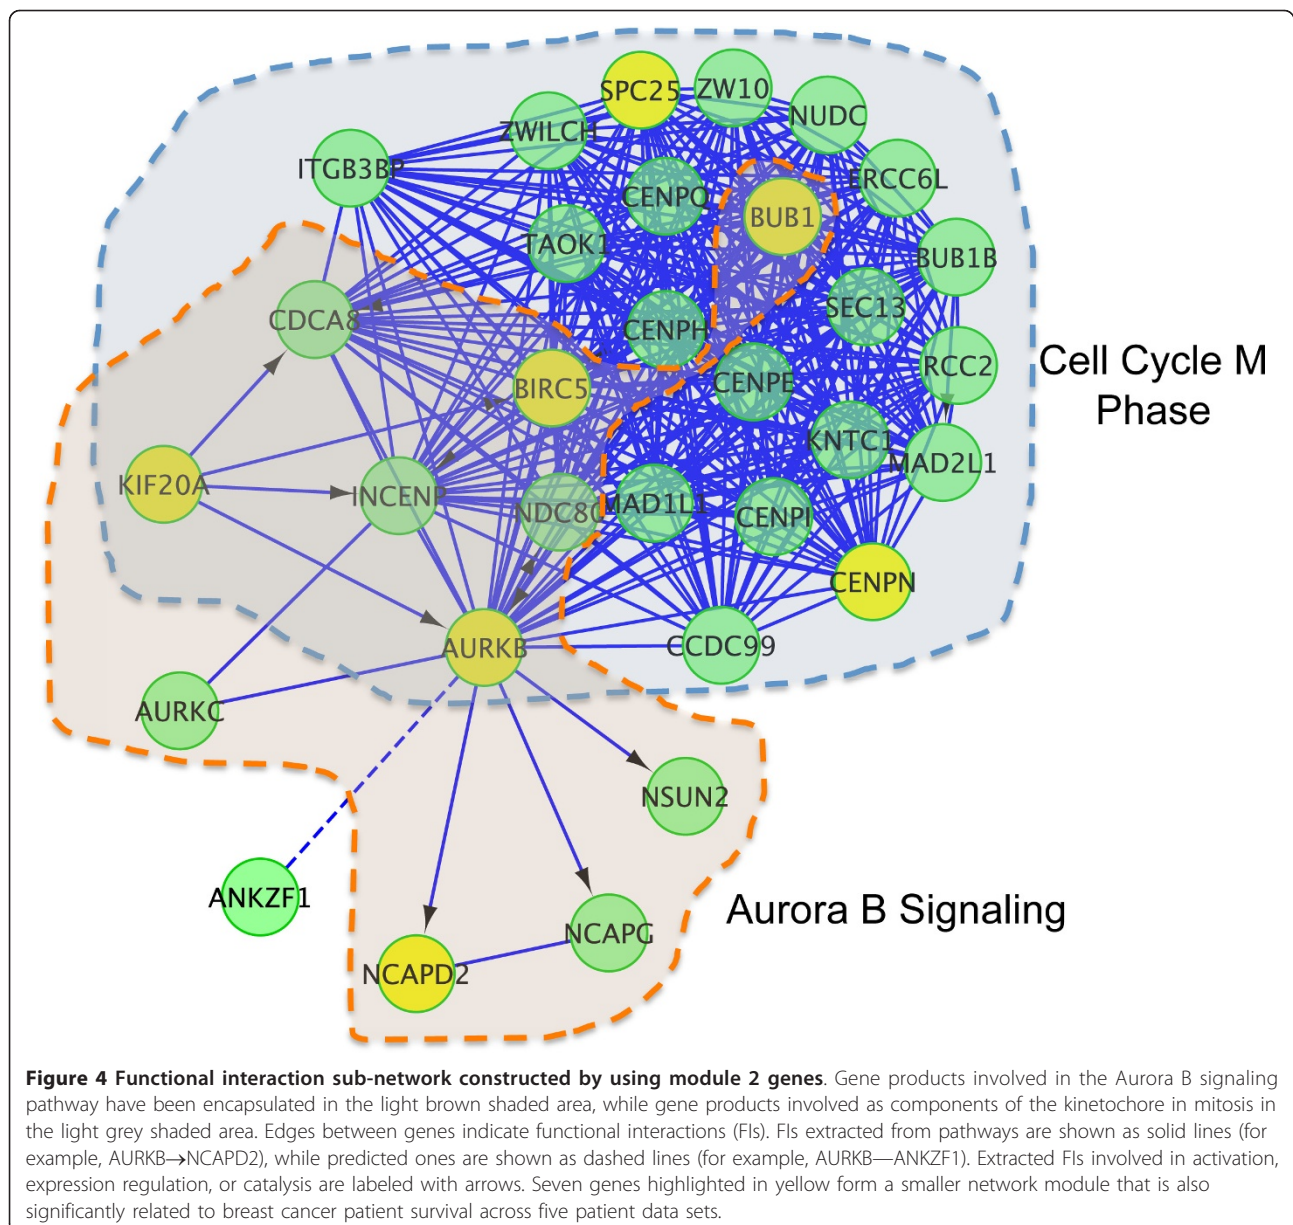 SPC25
ZW10
NUDC
ZWILCH
ITGB3BP
ERCC6L
CENPQ
BUB1
TAOK1
BUB1B
SEC13
CDCA8
CENPH
RCC2
BIRC5
CENPE
Cell Cycle M
Phase
KNTC1
MAD2L1
KIF20A
INCENP
NDC80
MAD1L1
CENPI
CENPN
AURKB
CCDC99
AURKC
NSUN2
ANKZF1
Aurora B Signaling
NCAPG
NCAPD2
Figure 4 Functional interaction sub-network constructed by using module 2 genes. Gene products involved in the Aurora B signaling
pathway have been encapsulated in the light brown shaded area, while gene products involved as components of the kinetochore in mitosis in
the light grey shaded area. Edges between genes indicate functional interactions (FIs). FIs extracted from pathways are shown as solid lines (for
example, AURKB→NCAPD2), while predicted ones are shown as dashed lines (for example, AURKB—ANKZF1). Extracted FIs involved in activation,
expression regulation, or catalysis are labeled with arrows. Seven genes highlighted in yellow form a smaller network module that is also
significantly related to breast cancer patient survival across five patient data sets.